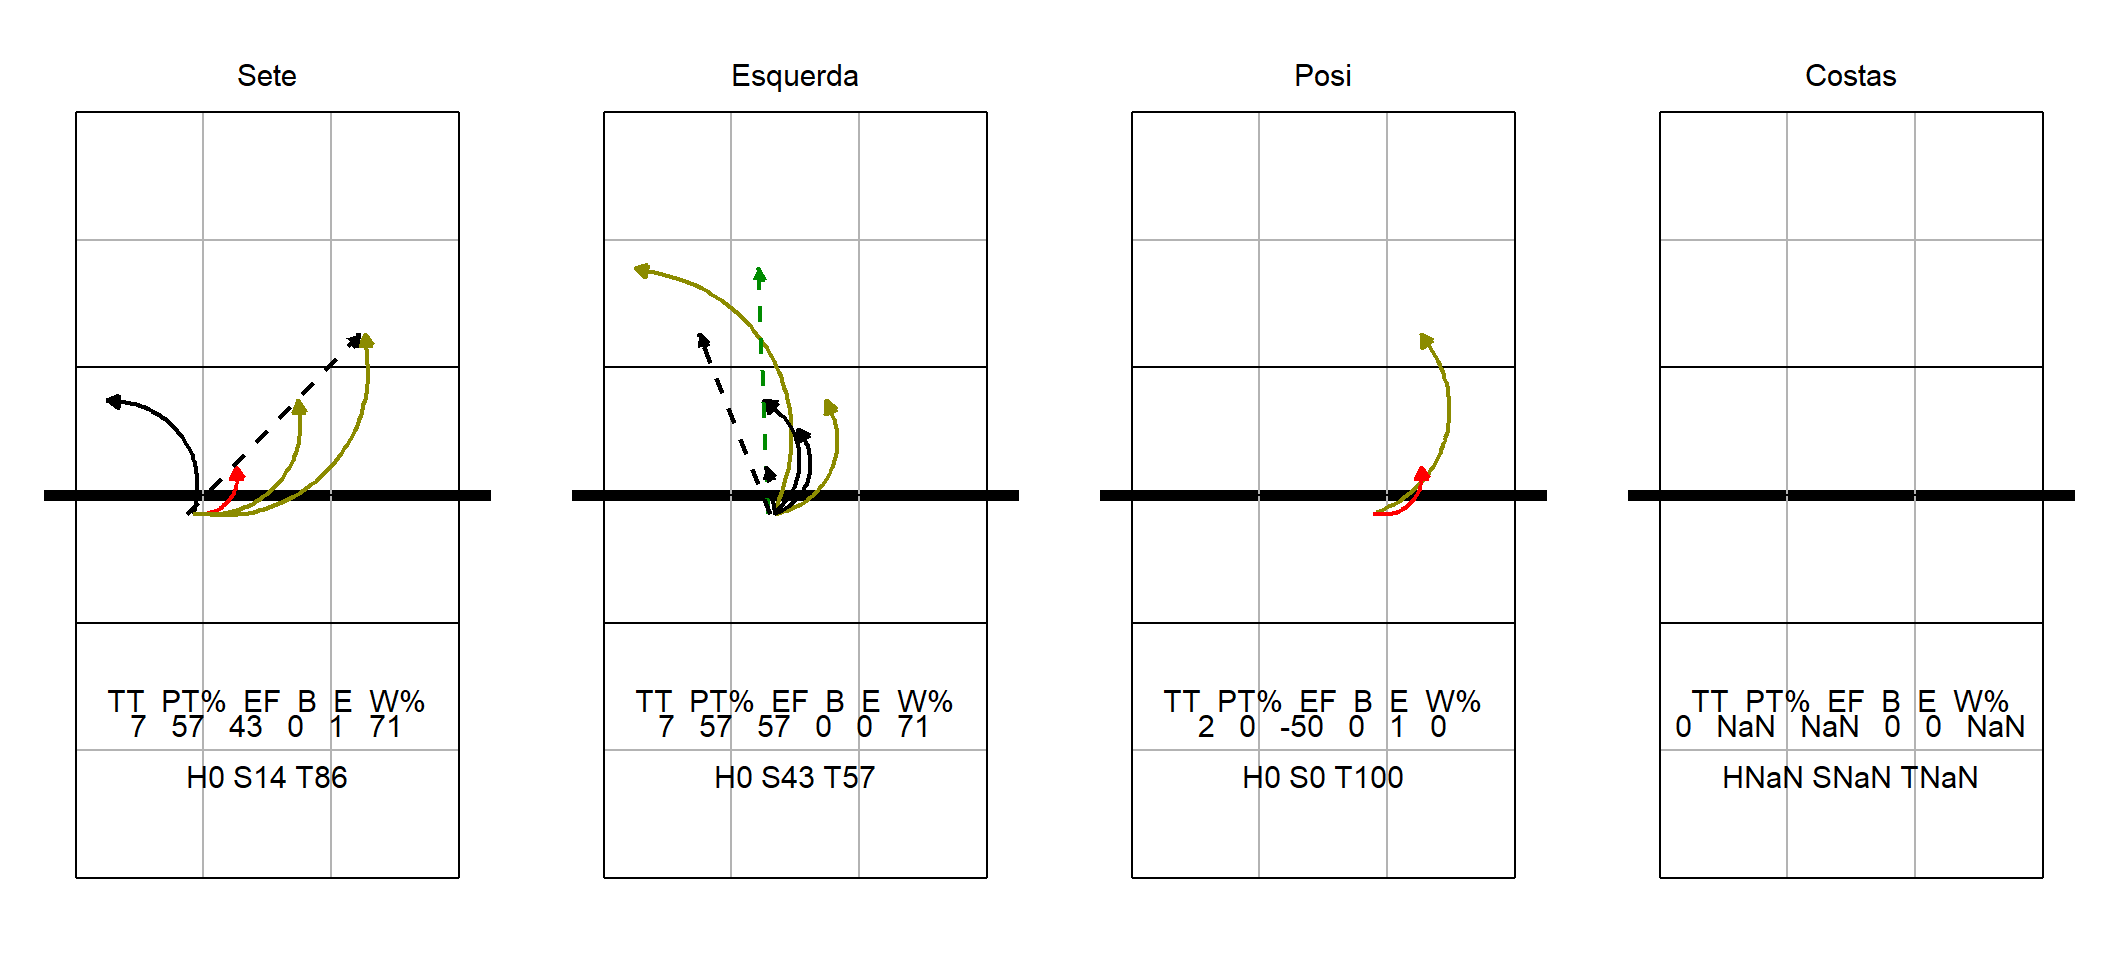 Sete
TT PT% EF B E W%
7 57 43 0 1 71
H0 S14 T86
Esquerda
TT PT% EF B E W%
7 57 57 0 0 71
H0 S43 T57
Posi
TT PT% EF B E W%
2 0 -50 0 1 0
H0 S0 T100
Costas
TT PT% EF B E W%
0 NaN NaN 0 0 NaN
HNaN SNaN TNaN